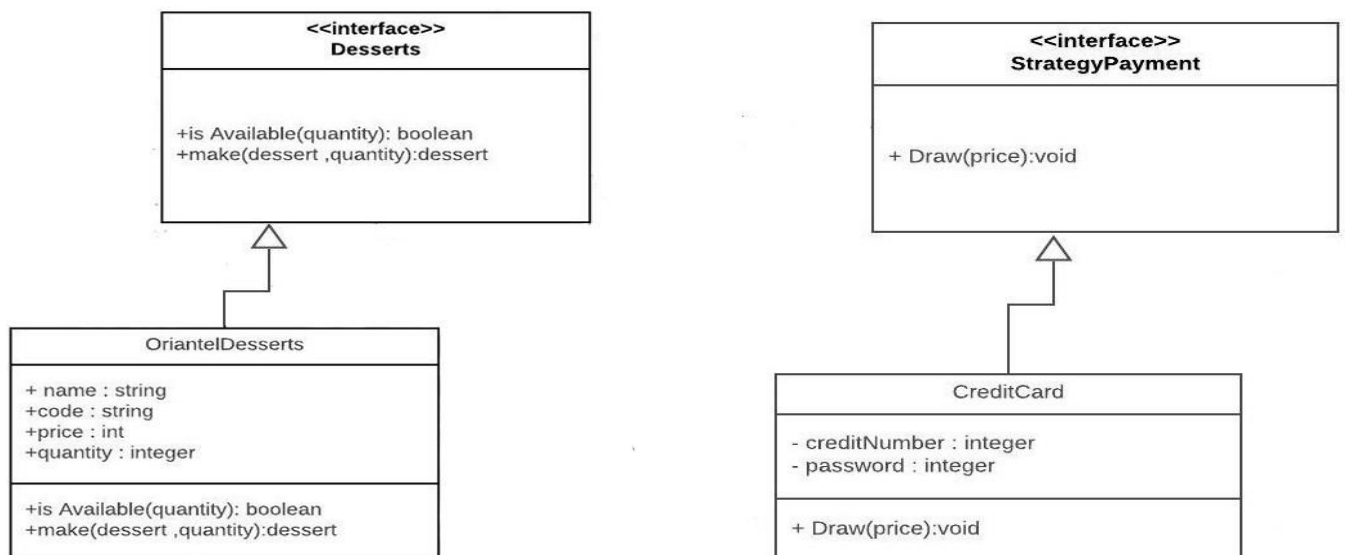 <<interface>>
Desserts
+is Available(quantity): boolean
+make(dessert ,quantity):dessert
OriantelDesserts
+ name : string
+code : string
+price : int
+quantity : integer
+is Available(quantity): boolean
+make(dessert ,quantity):dessert
<<interface>>
StrategyPayment
+ Draw(price):void
CreditCard
- creditNumber : integer
- password : integer
+ Draw(price):void